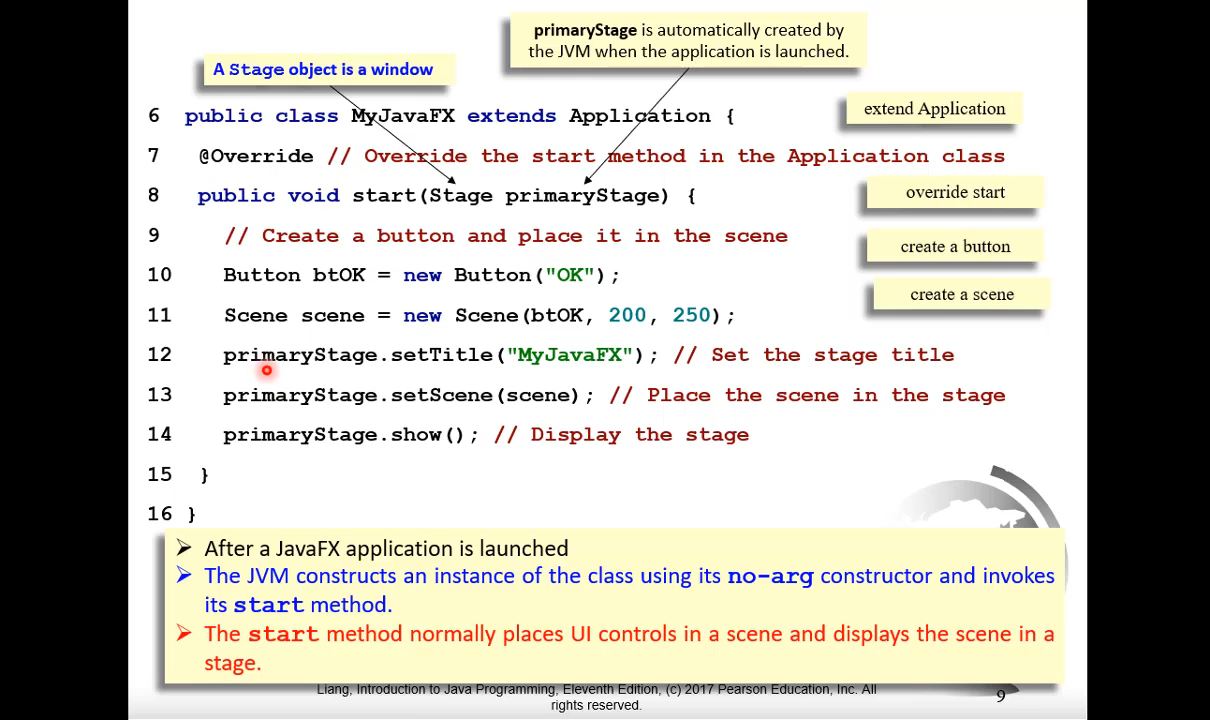 primaryStage is automatically created by
the JVM when the application is launched.
A Stage object is a window
6 public class MyJavaFX extends Application {
extend Application
7 @Override // Override the start method in the Application class
8 public void start(Stage primaryStage) {
override start
9 // Create a button and place it in the scene
create a button
10 Button btOK = new Button("OK");
create a scene
11 Scene scene = new Scene(btOK, 200, 250);
12 primaryStage.setTitle("MyJavaFX"); // Set the stage title
13 primaryStage.setScene(scene); // Place the scene in the stage
14 primaryStage.show(); // Display the stage
15 }
16 }
➢ After a JavaFX application is launched
➢ The JVM constructs an instance of the class using its no-arg constructor and invokes
its start method.
➢ The start method normally places UI controls in a scene and displays the scene in a
stage.
Liang, Introduction to Java Programming, Eleventh Edition, (c) 2017 Pearson Education, Inc. All
rights reserved.
9